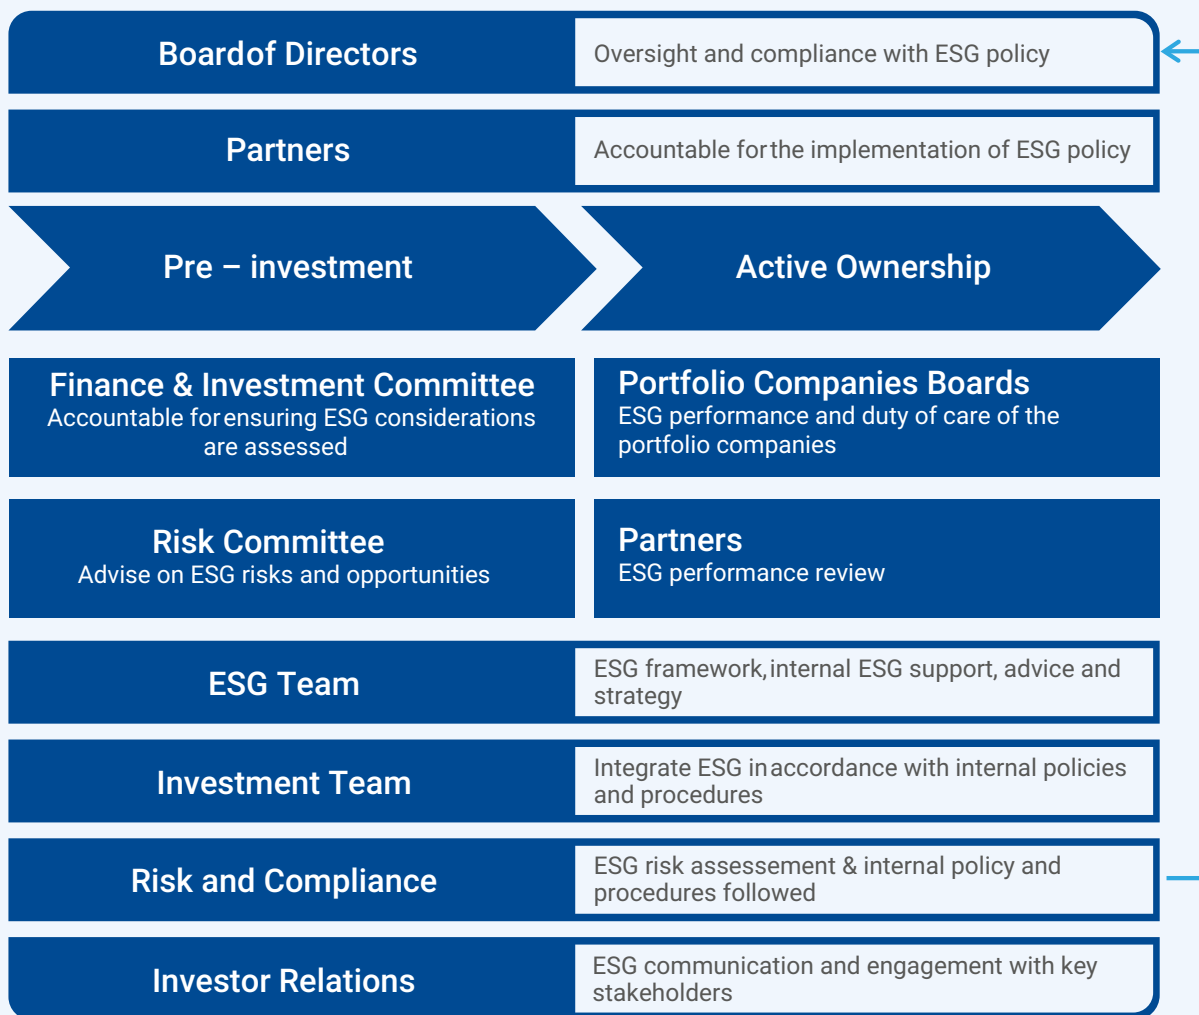 Boardof Directors
Oversight and compliance with ESG policy
Partners
Accountable forthe implementation of ESG policy
Pre – investment
Active Ownership
Finance & Investment Committee
Accountable forensuring ESG considerations
are assessed
Portfolio Companies Boards
ESG performance and duty of care of the
portfolio companies
Risk Committee
Advise on ESG risks and opportunities
Partners
ESG performance review
ESG Team
ESG framework,internal ESG support, advice and
strategy
Investment Team
Integrate ESG inaccordance with internal policies
and procedures
Risk and Compliance
ESG risk assessement & internal policy and
procedures followed
Investor Relations
ESG communication and engagement with key
stakeholders